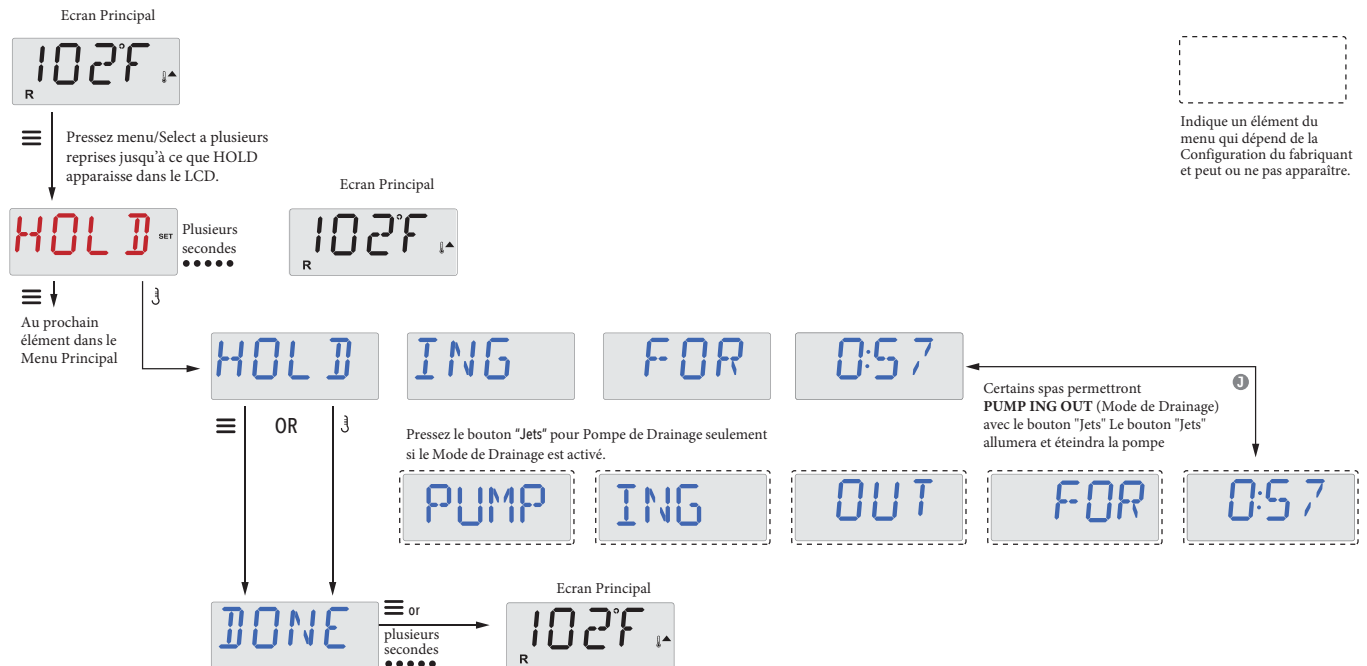 Ecran Principal
102°F
R
Pressez menu/Select a plusieurs
reprises jusqu'à ce que HOLD
apparaisse dans le LCD.
Indique un élément du
menu qui dépend de la
Configuration du fabriquant
et peut ou ne pas apparaître.
Ecran Principal
HOLD SET
Plusieurs
secondes
102°F
R
Au prochain
élément dans le
Menu Principal
HOLD ING FOR 0:57
OR
Certains spas permettront
PUMP ING OUT (Mode de Drainage)
avec le bouton "Jets" Le bouton "Jets"
allumera et éteindra la pompe
J
Pressez le bouton "Jets" pour Pompe de Drainage seulement
si le Mode de Drainage est activé.
PUMP ING OUT FOR 0:57
DONE
or
plusieurs
secondes
Ecran Principal
102°F
R